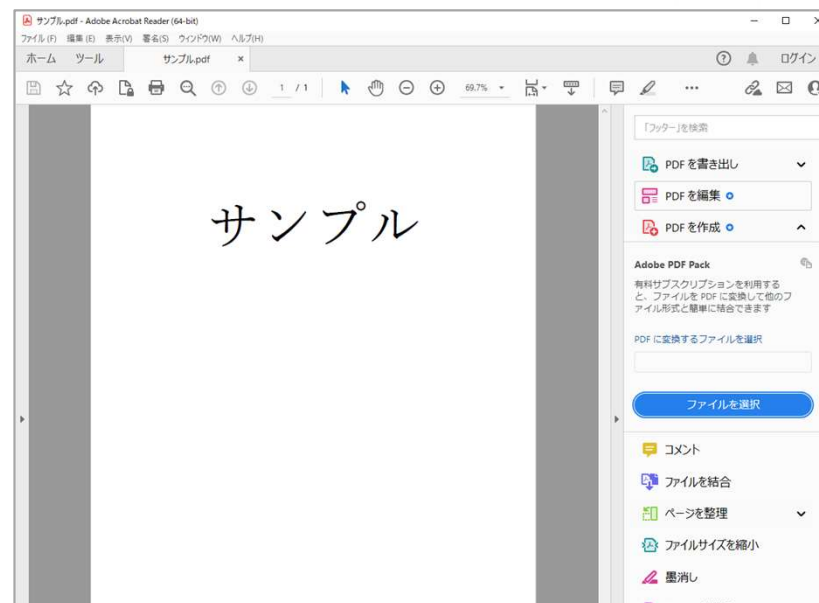 サンプル.pdf - Adobe Acrobat Reader (64-bit)
ファイル(F) 編集(E) 表示(V) 署名(S) ウィンドウ(W) ヘルプ(H)
ホーム ツール サンプル.pdf × ログイン
1 / 1 69.7%
サンプル
「フッター」を検索
PDF を書き出し
PDF を編集
PDF を作成
Adobe PDF Pack
有料サブスクリプションを利用する
と、ファイルを PDF に変換して他のフ
ァイル形式と簡単に結合できます
PDF に変換するファイルを選択
ファイルを選択
コメント
ファイルを結合
ページを整理
ファイルサイズを縮小
墨消し